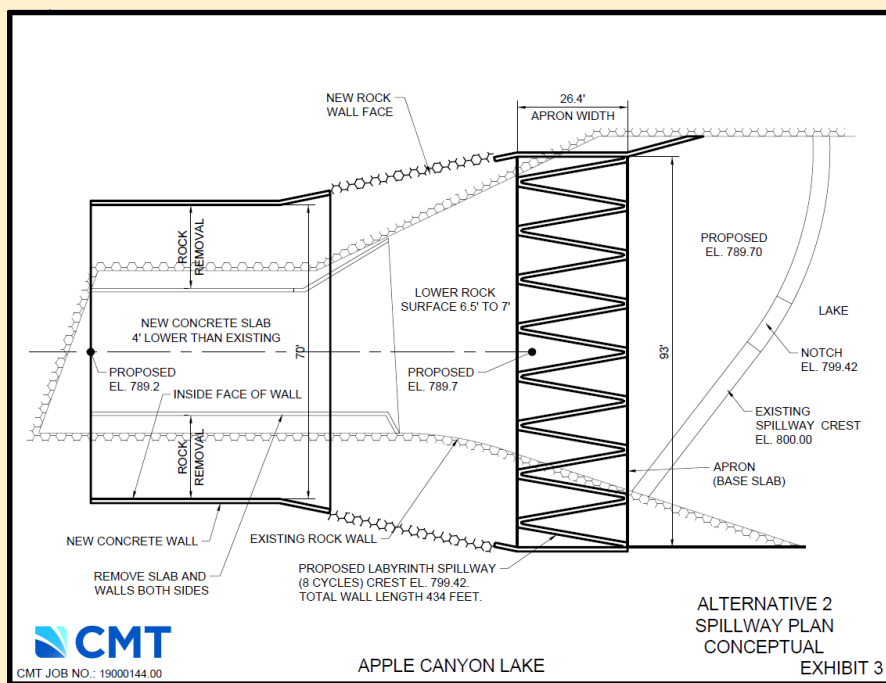 26.4'
APRON WIDTH
NEW ROCK
WALL FACE
ROCK
REMOVAL
PROPOSED
EL. 789.70
LOWER ROCK
SURFACE 6.5' TO 7'
NEW CONCRETE SLAB
4' LOWER THAN EXISTING
LAKE
70'
93'
PROPOSED
EL. 789.2
PROPOSED
EL. 789.7
NOTCH
EL. 799.42
INSIDE FACE OF WALL
EXISTING
SPILLWAY CREST
EL. 800.00
ROCK
REMOVAL
APRON
(BASE SLAB)
NEW CONCRETE WALL
EXISTING ROCK WALL
REMOVE SLAB AND
WALLS BOTH SIDES
PROPOSED LABYRINTH SPILLWAY
(8 CYCLES) CREST EL. 799.42.
TOTAL WALL LENGTH 434 FEET.
ALTERNATIVE 2
SPILLWAY PLAN
CONCEPTUAL
EXHIBIT 3
CMT
CMT JOB NO.: 19000144.00
APPLE CANYON LAKE